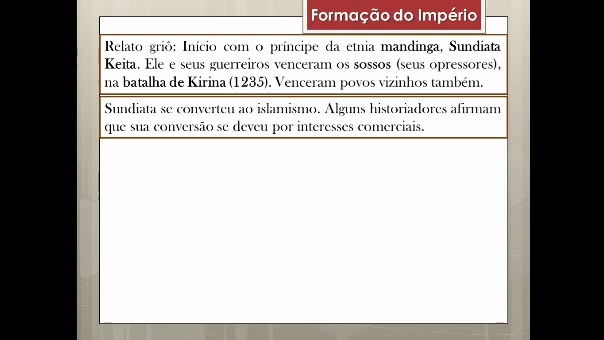 Formação do Império
Relato griô: Início com o príncipe da etnia mandinga, Sundiata
Keita. Ele e seus guerreiros venceram os sossos (seus opressores),
na batalha de Kirina (1235). Venceram povos vizinhos também.
Sundiata se converteu ao islamismo. Alguns historiadores afirmam
que sua conversão se deveu por interesses comerciais.